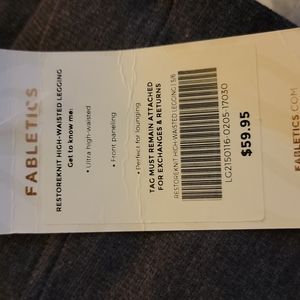 FABLETICS
RESTOREKNIT HIGH-WAISTED LEGGING
Get to know me:
• Ultra high-waisted
• Front paneling
• Perfect for lounging
TAG MUST REMAIN ATTACHED
FOR EXCHANGES & RETURNS
RESTOREKNIT HIGH-WAISTED LEGGING | S/6
LG2150116-0205-17030
$59.95
FABLETICS.COM